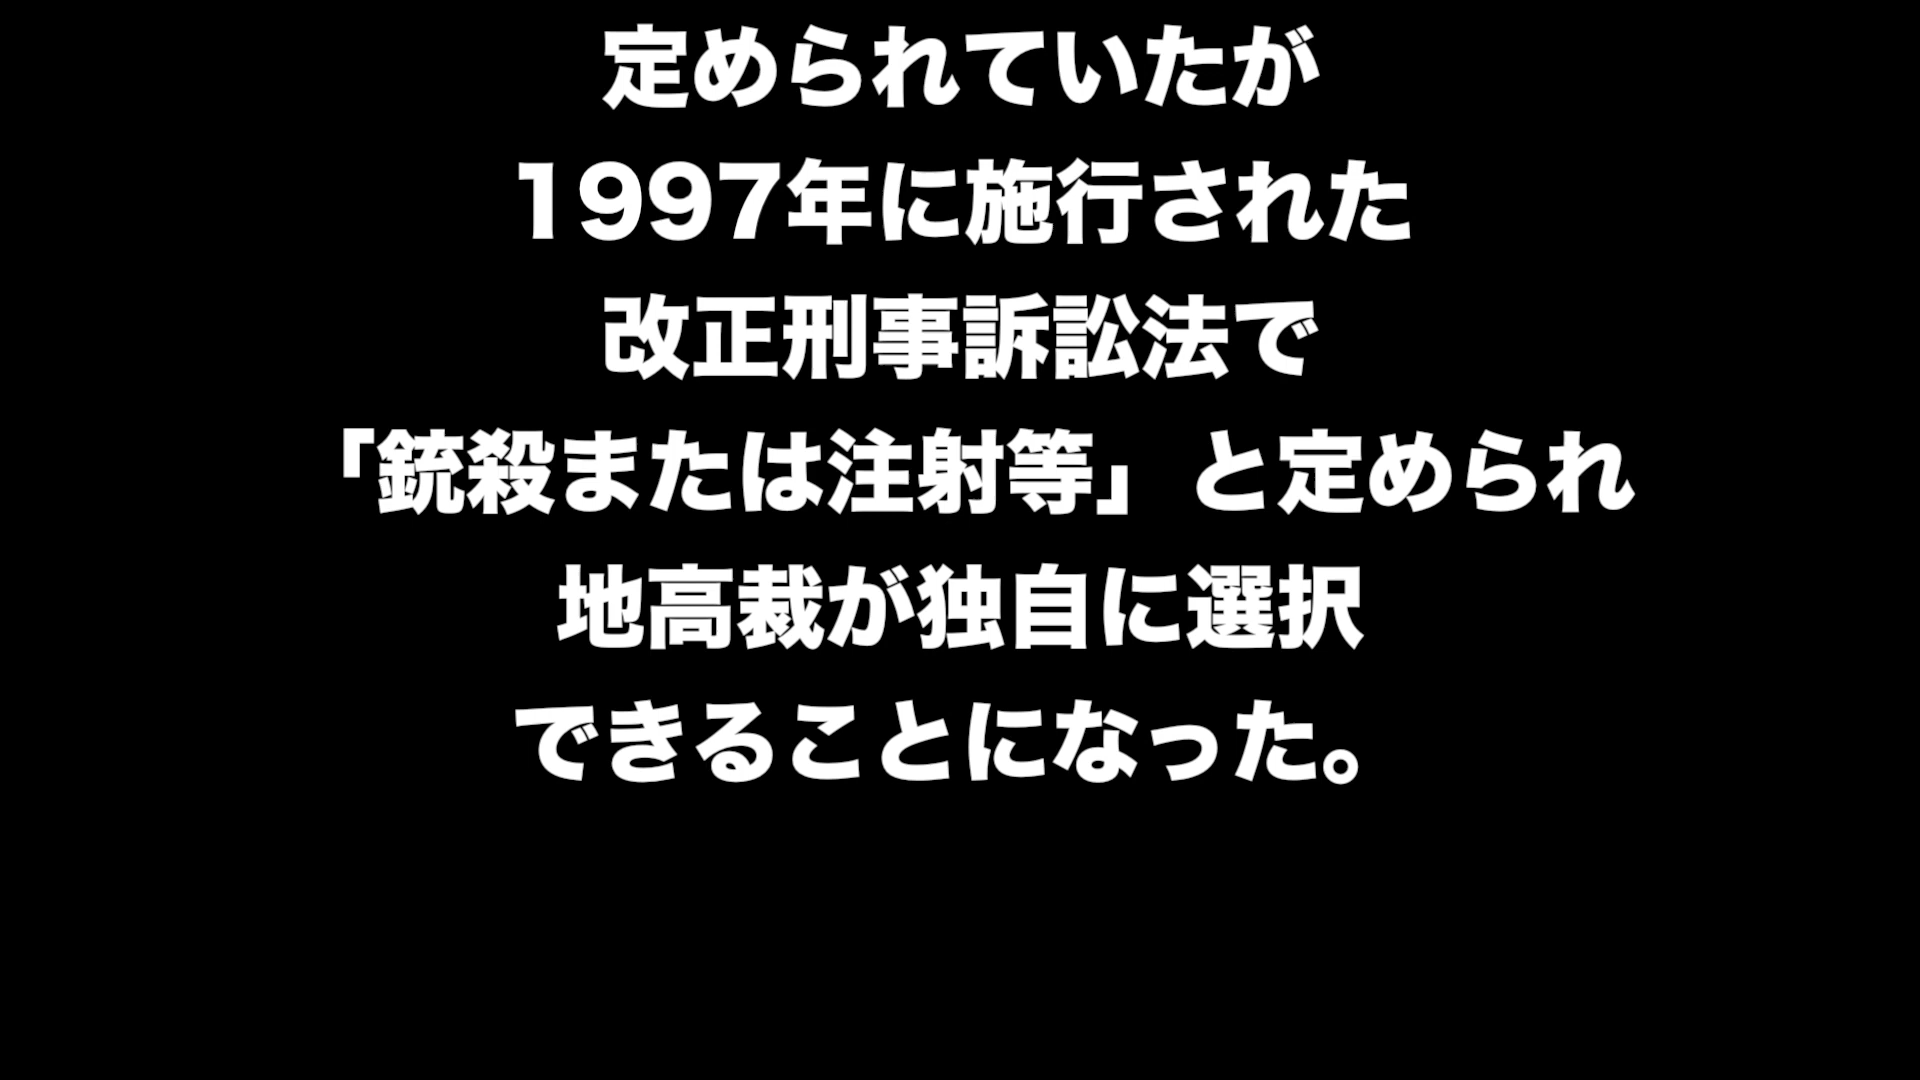 定められていたが
1997年に施行された
改正刑事訴訟法で
「銃殺または注射等」と定められ
地高裁が独自に選択
できることになった。